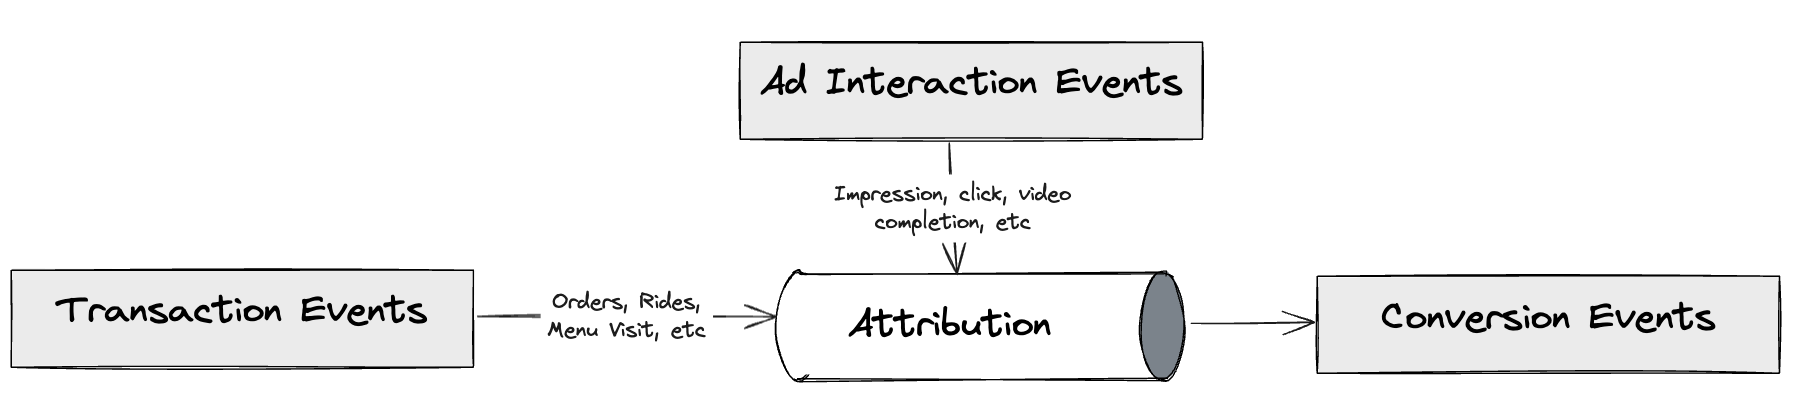 Ad Interaction Events
Impression, click, video
completion, etc
Transaction Events
Orders, Rides,
Menu Visit, etc
Attribution
Conversion Events